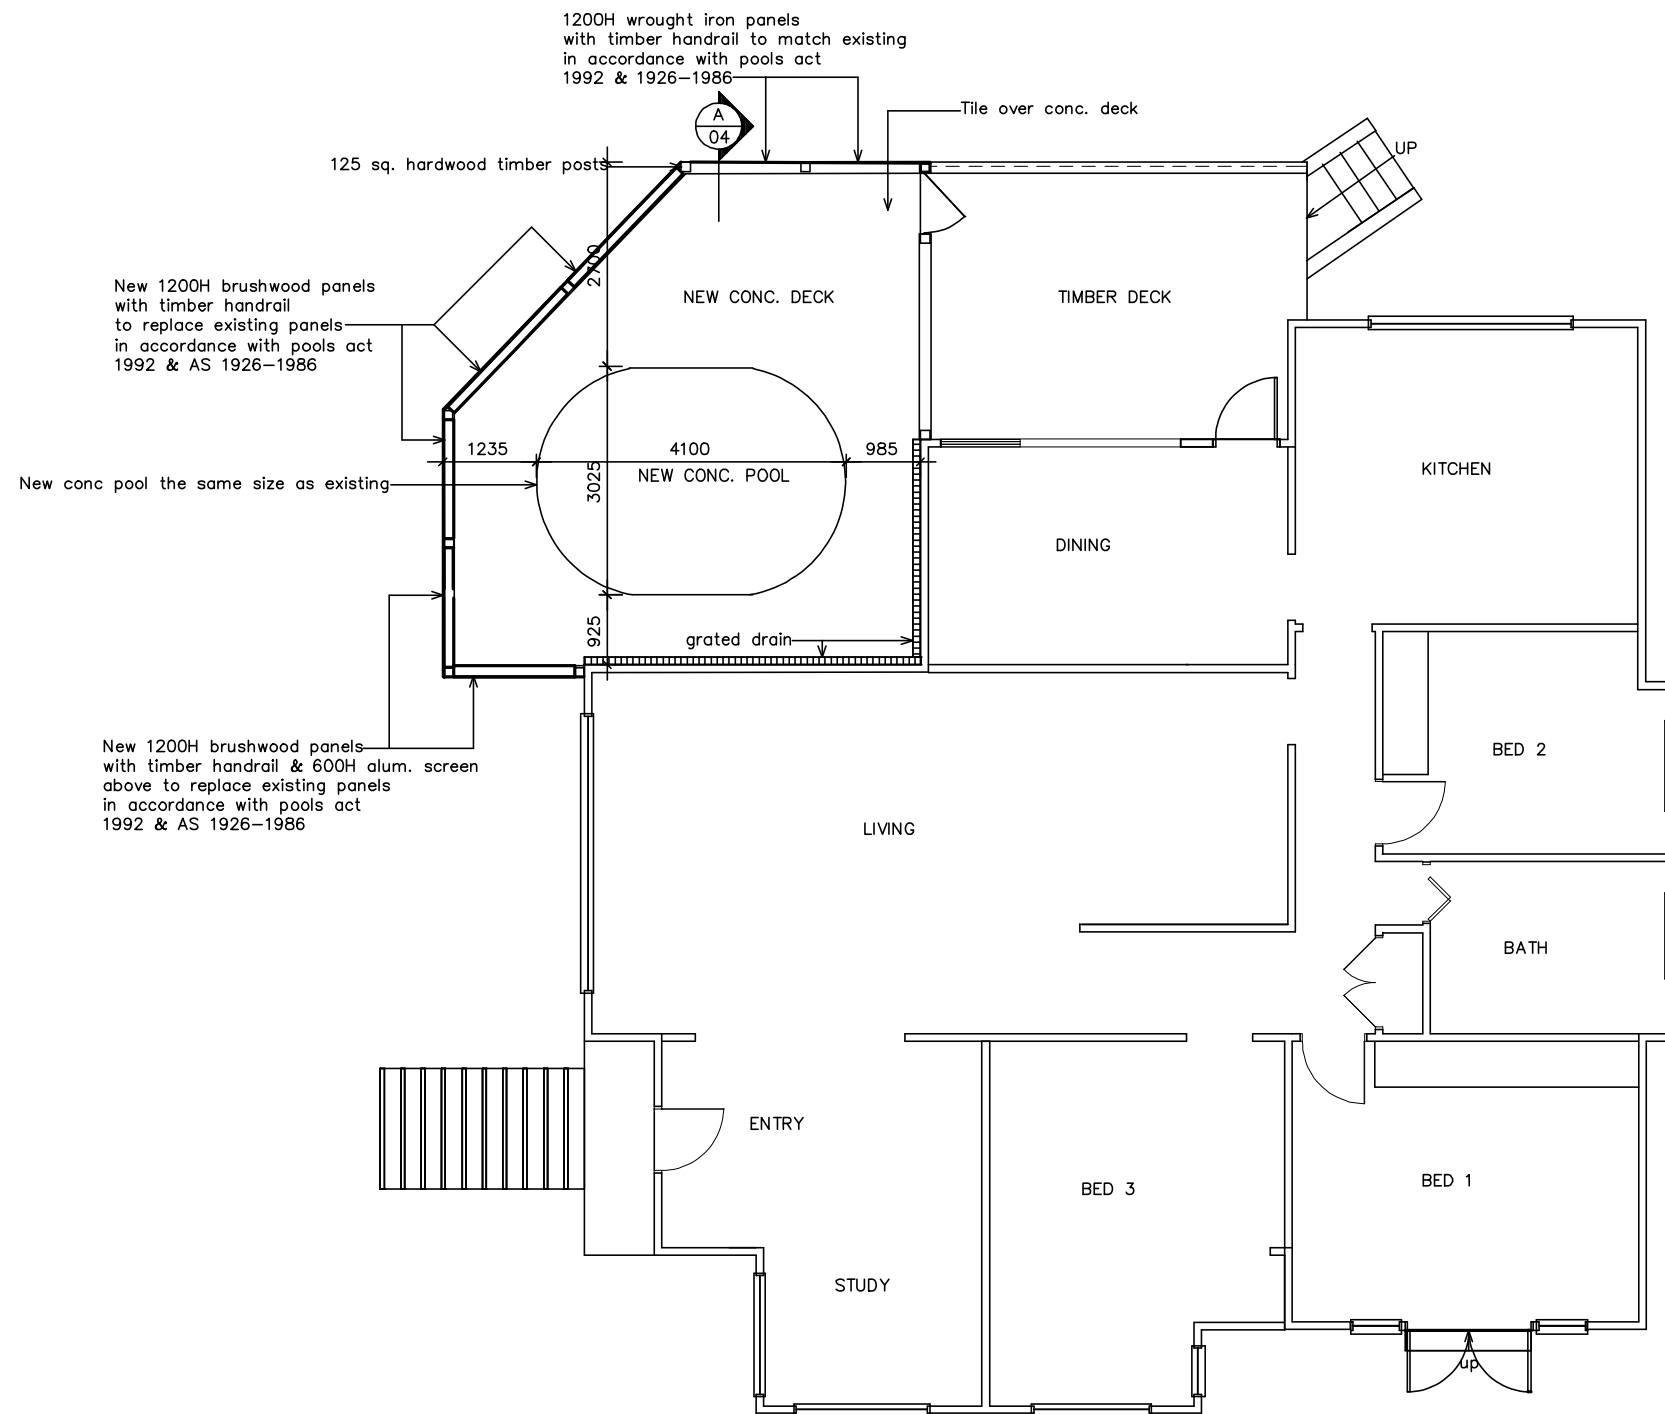 1200H wrought iron panels
with timber handrail to match existing
in accordance with pools act
1992 & 1926-1986
A
04
Tile over conc. deck
125 sq. hardwood timber posts
UP
2700
New 1200H brushwood panels
with timber handrail
to replace existing panels
in accordance with pools act
1992 & AS 1926-1986
NEW CONC. DECK
TIMBER DECK
1235
4100
985
NEW CONC. POOL
3025
New conc pool the same size as existing
KITCHEN
DINING
925
grated drain
New 1200H brushwood panels
with timber handrail & 600H alum. screen
above to replace existing panels
in accordance with pools act
1992 & AS 1926-1986
BED 2
LIVING
BATH
ENTRY
BED 3
BED 1
STUDY
up